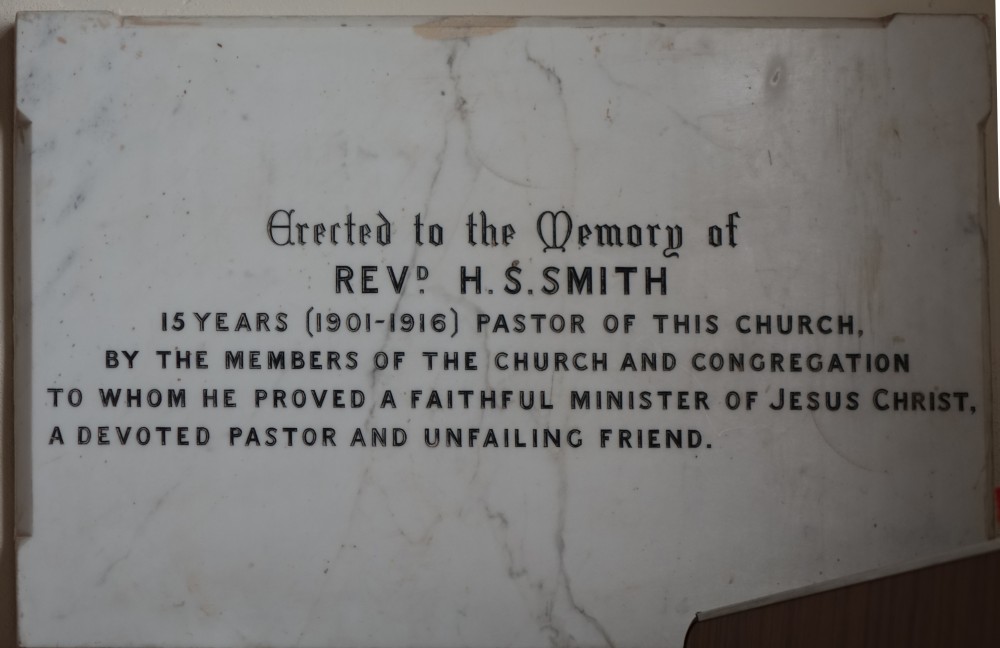 Erected to the Memory of
REVD. H. S. SMITH
15 YEARS (1901-1916) PASTOR OF THIS CHURCH,
BY THE MEMBERS OF THE CHURCH AND CONGREGATION
TO WHOM HE PROVED A FAITHFUL MINISTER OF JESUS CHRIST,
A DEVOTED PASTOR AND UNFAILING FRIEND.